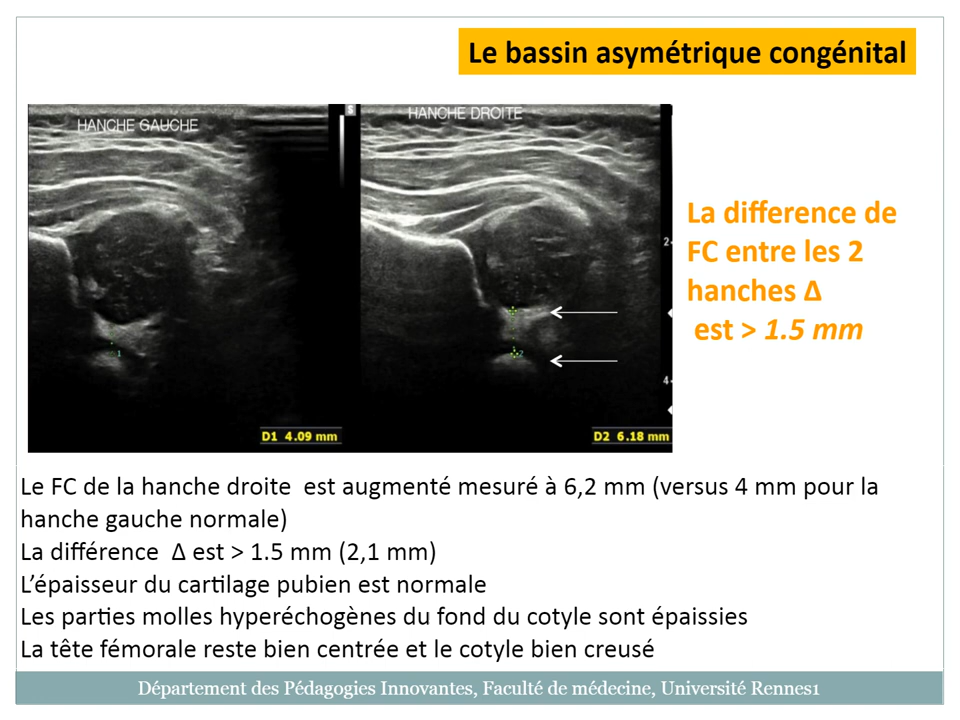 Le bassin asymétrique congénital
HANCHE GAUCHE
S
HANCHE DROITE
2
4
1
2
D1 4.09 mm
D2 6.18 mm
La difference de
FC entre les 2
hanches Δ
est > 1.5 mm
Le FC de la hanche droite est augmenté mesuré à 6,2 mm (versus 4 mm pour la
hanche gauche normale)
La différence Δ est > 1.5 mm (2,1 mm)
L’épaisseur du cartilage pubien est normale
Les parties molles hyperéchogènes du fond du cotyle sont épaissies
La tête fémorale reste bien centrée et le cotyle bien creusé
Département des Pédagogies Innovantes, Faculté de médecine, Université Rennes1